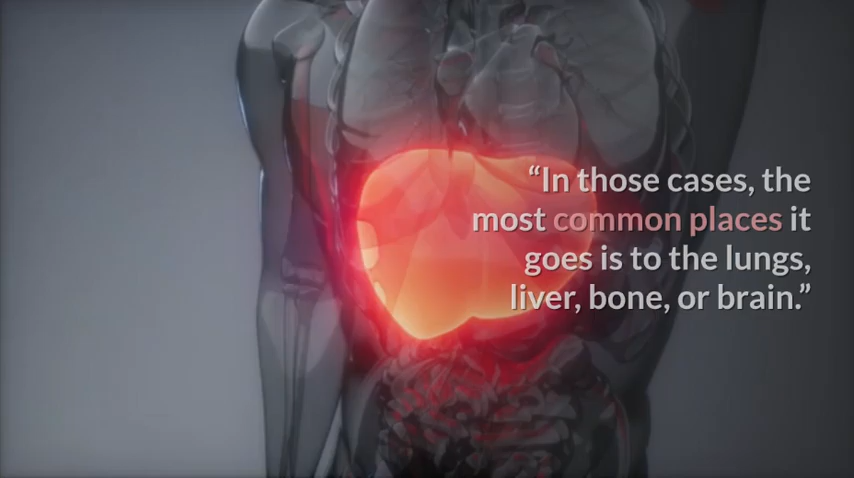 “In those cases, the
most common places it
goes is to the lungs,
liver, bone, or brain.”